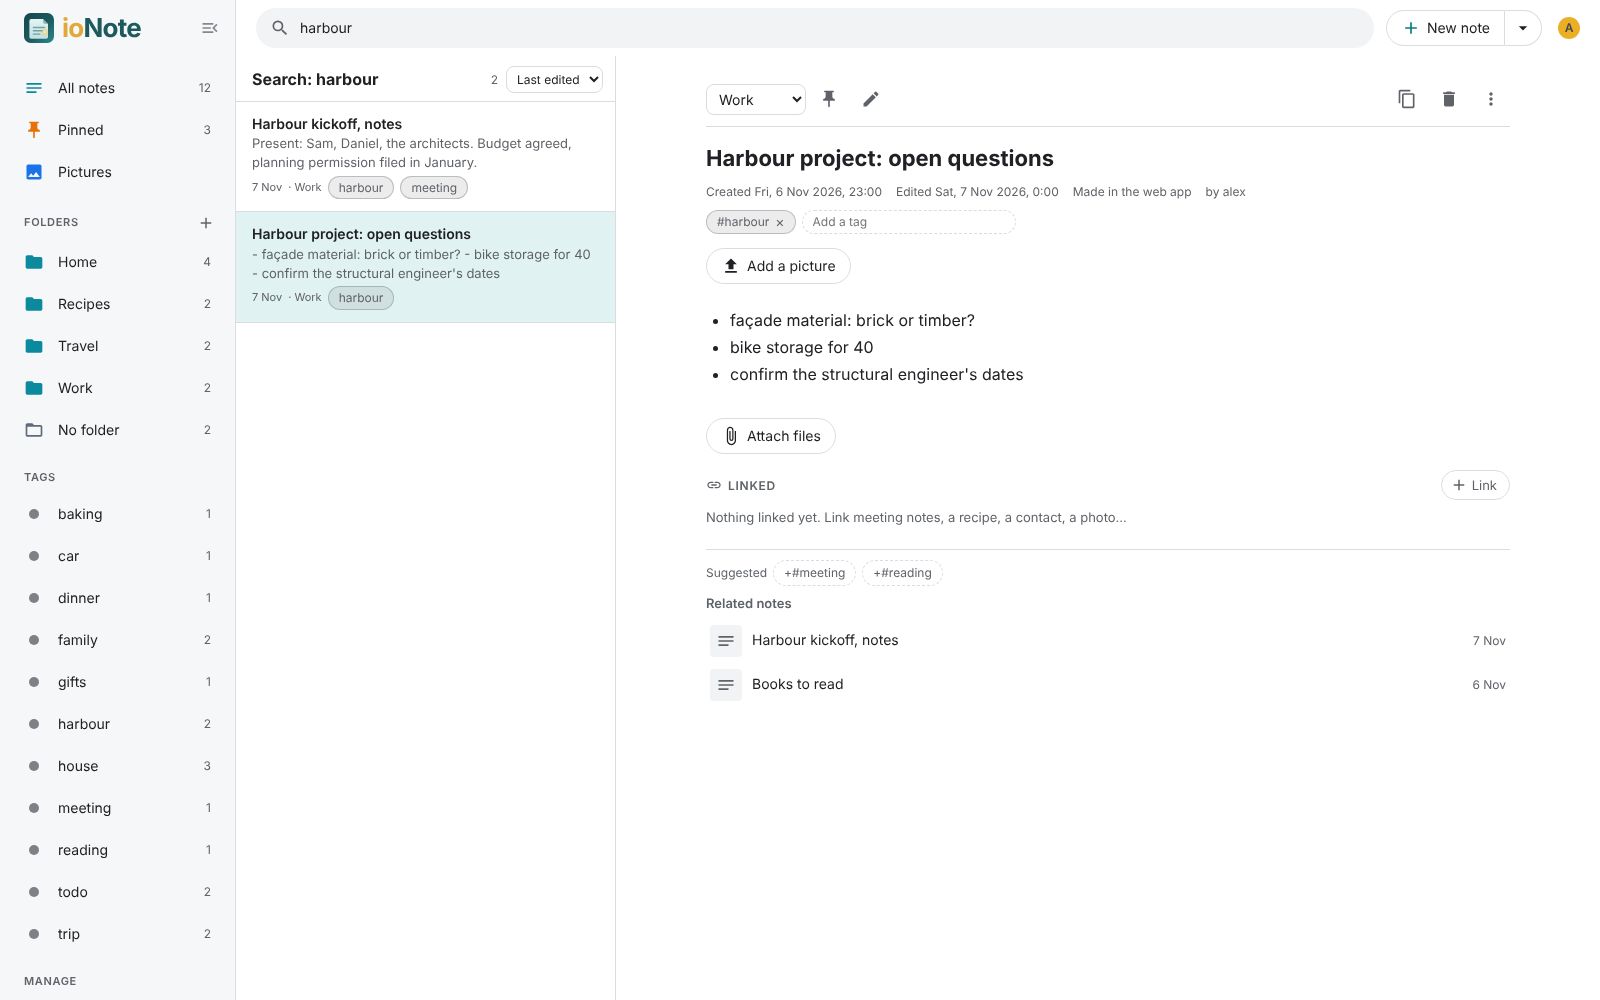 ioNote
harbour
New note
A
All notes 12
Pinned 3
Pictures
FOLDERS
Home 4
Recipes 2
Travel 2
Work 2
No folder 2
TAGS
baking 1
car 1
dinner 1
family 2
gifts 1
harbour 2
house 3
meeting 1
reading 1
todo 2
trip 2
MANAGE
Search: harbour 2 Last edited
Harbour kickoff, notes
Present: Sam, Daniel, the architects. Budget agreed,
planning permission filed in January.
7 Nov · Work harbour meeting
Harbour project: open questions
- façade material: brick or timber? - bike storage for 40
- confirm the structural engineer's dates
7 Nov · Work harbour
Work
Harbour project: open questions
Created Fri, 6 Nov 2026, 23:00 Edited Sat, 7 Nov 2026, 0:00 Made in the web app by alex
#harbour × Add a tag
Add a picture
• façade material: brick or timber?
• bike storage for 40
• confirm the structural engineer's dates
Attach files
LINKED + Link
Nothing linked yet. Link meeting notes, a recipe, a contact, a photo...
Suggested +#meeting +#reading
Related notes
Harbour kickoff, notes 7 Nov
Books to read 6 Nov